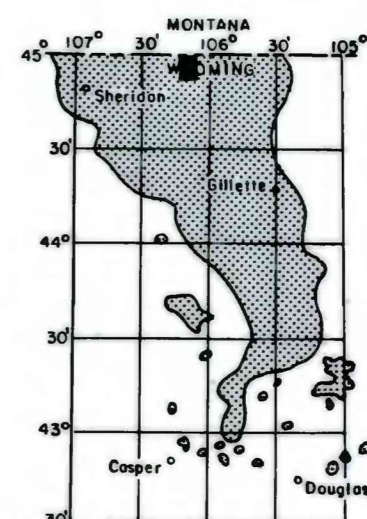 MONTANA
45° 107° 30' 106° 30' 105°
WYOMING
Sheridan
30'
Gillette
44°
30'
43°
Casper
Douglas
30'